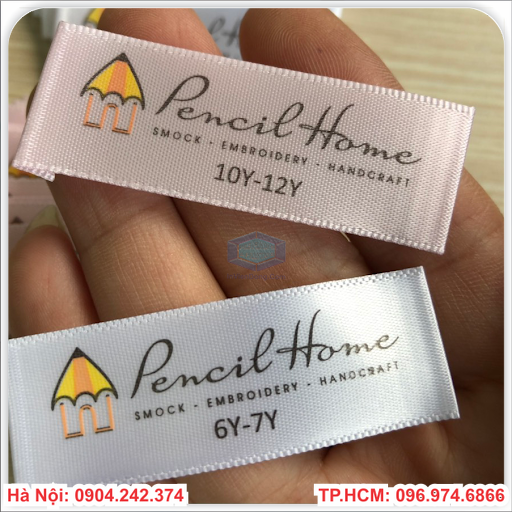 Pencil Home
SMOCK - EMBROIDERY - HANDCRAFT
10Y-12Y
Pencil Home
SMOCK - EMBROIDERY - HANDCRAFT
6Y-7Y
Hà Nội: 0904.242.374
TP.HCM: 096.974.6866